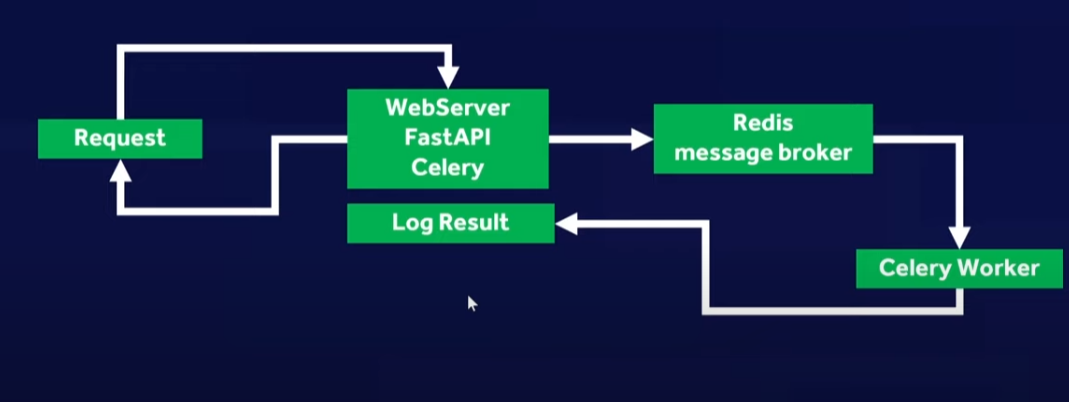 Request
WebServer
FastAPI
Celery
Redis
message broker
Log Result
Celery Worker